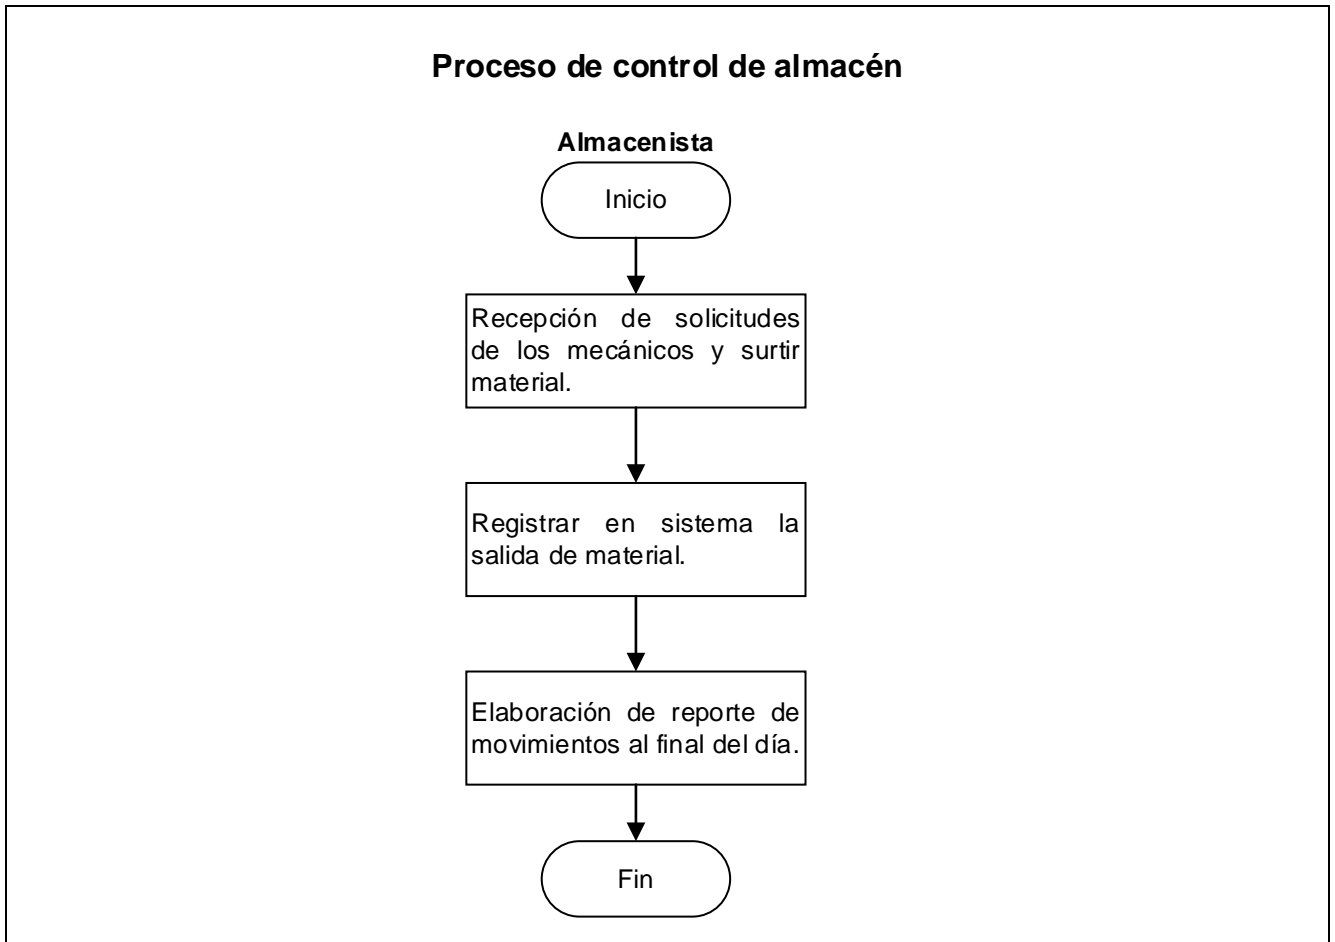 Proceso de control de almacén
Almacenista
Inicio
Recepción de solicitudes
de los mecánicos y surtir
material.
Registrar en sistema la
salida de material.
Elaboración de reporte de
movimientos al final del día.
Fin